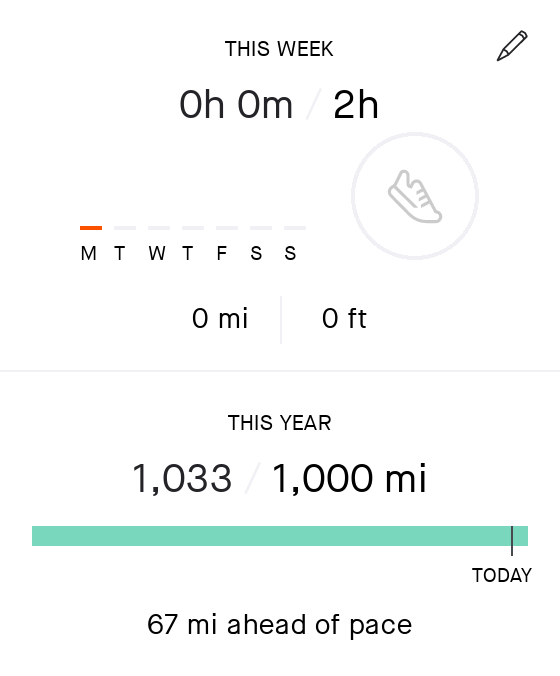 THIS WEEK
0h 0m / 2h
M T W T F S S
0 mi 0 ft
THIS YEAR
1,033 / 1,000 mi
TODAY
67 mi ahead of pace